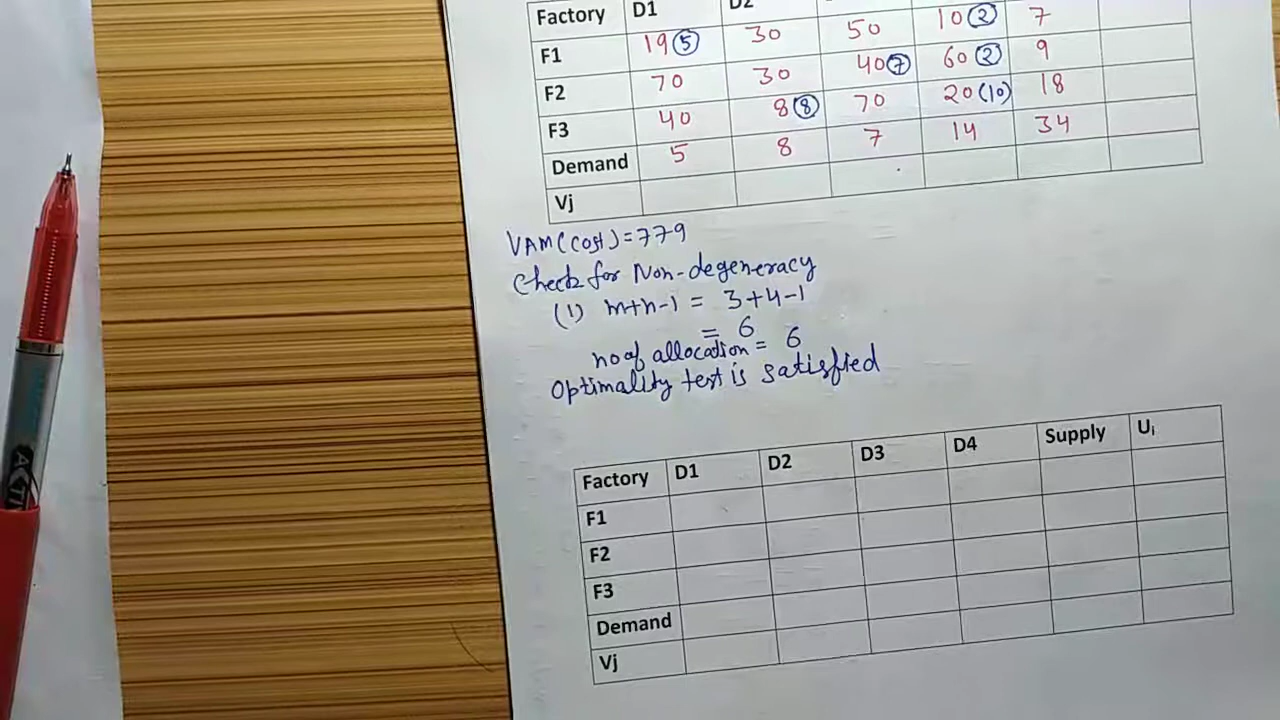 Factory D1 D2
F1 19 (5) 30 50 10 (2) 7
F2 70 30 40 (7) 60 (2) 9
F3 40 8 (8) 70 20 (10) 18
Demand 5 8 7 14 34
Vj
VAM(cost)=779
Check for Non-degeneracy
(1) m+n-1 = 3+4-1
= 6
no of allocation = 6
Optimality test is satisfied
Factory D1 D2 D3 D4 Supply Ui
F1
F2
F3
Demand
Vj